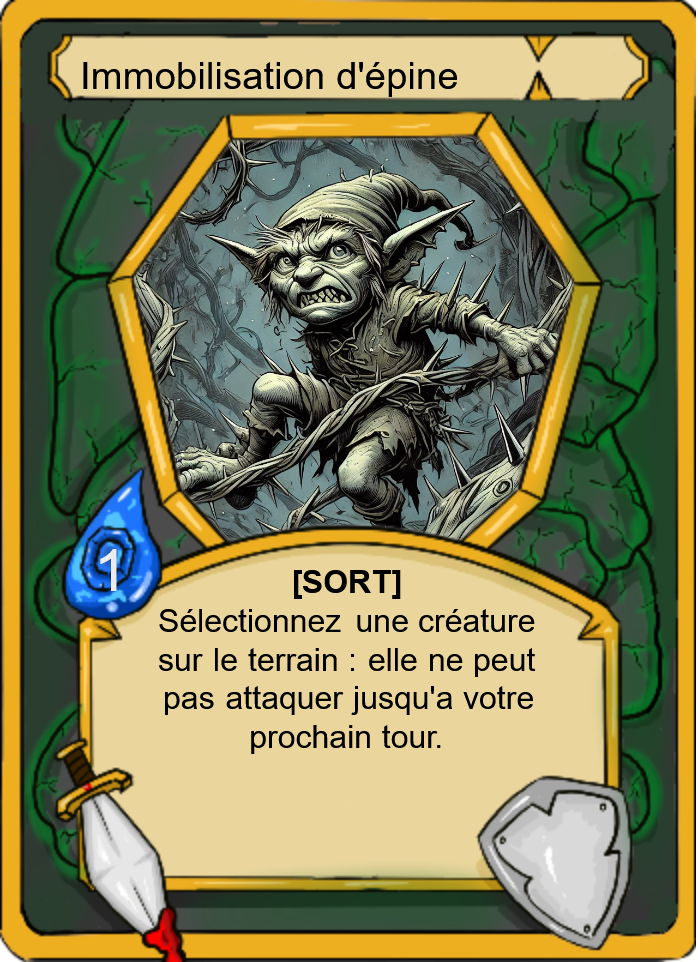 Immobilisation d'épine
1
[SORT]
Sélectionnez une créature
sur le terrain : elle ne peut
pas attaquer jusqu'a votre
prochain tour.